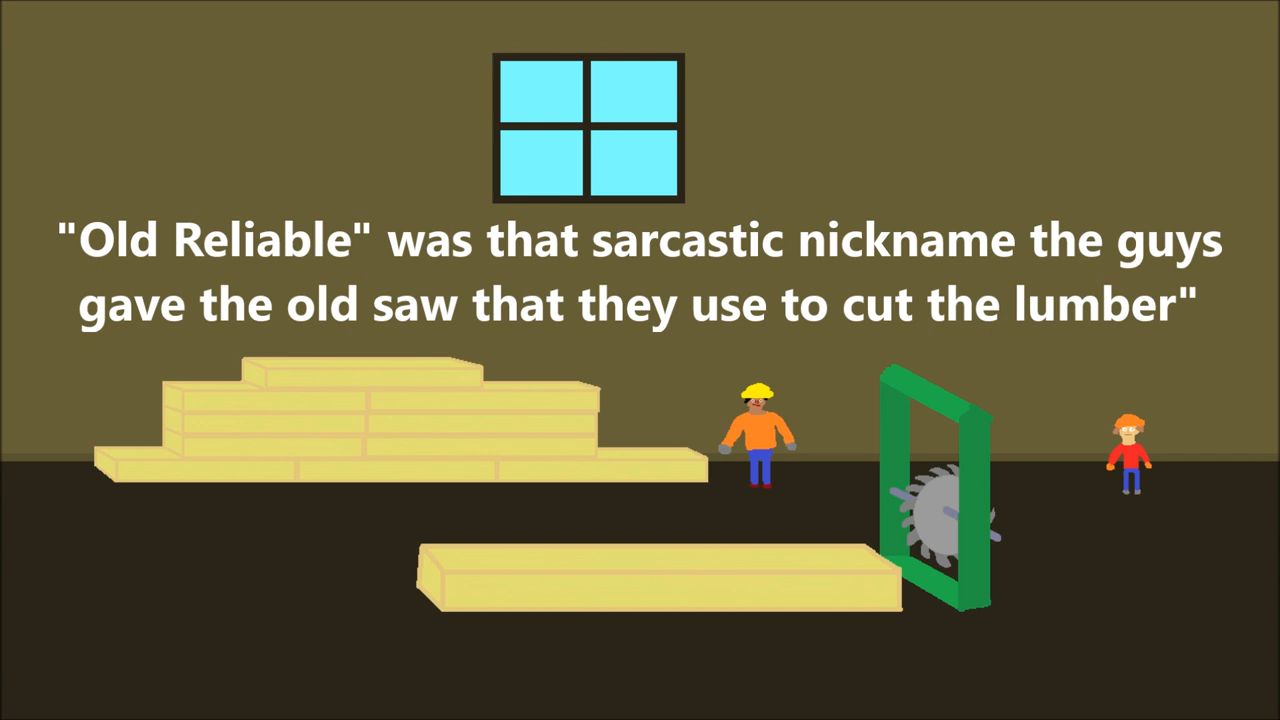 "Old Reliable" was that sarcastic nickname the guys
gave the old saw that they use to cut the lumber"